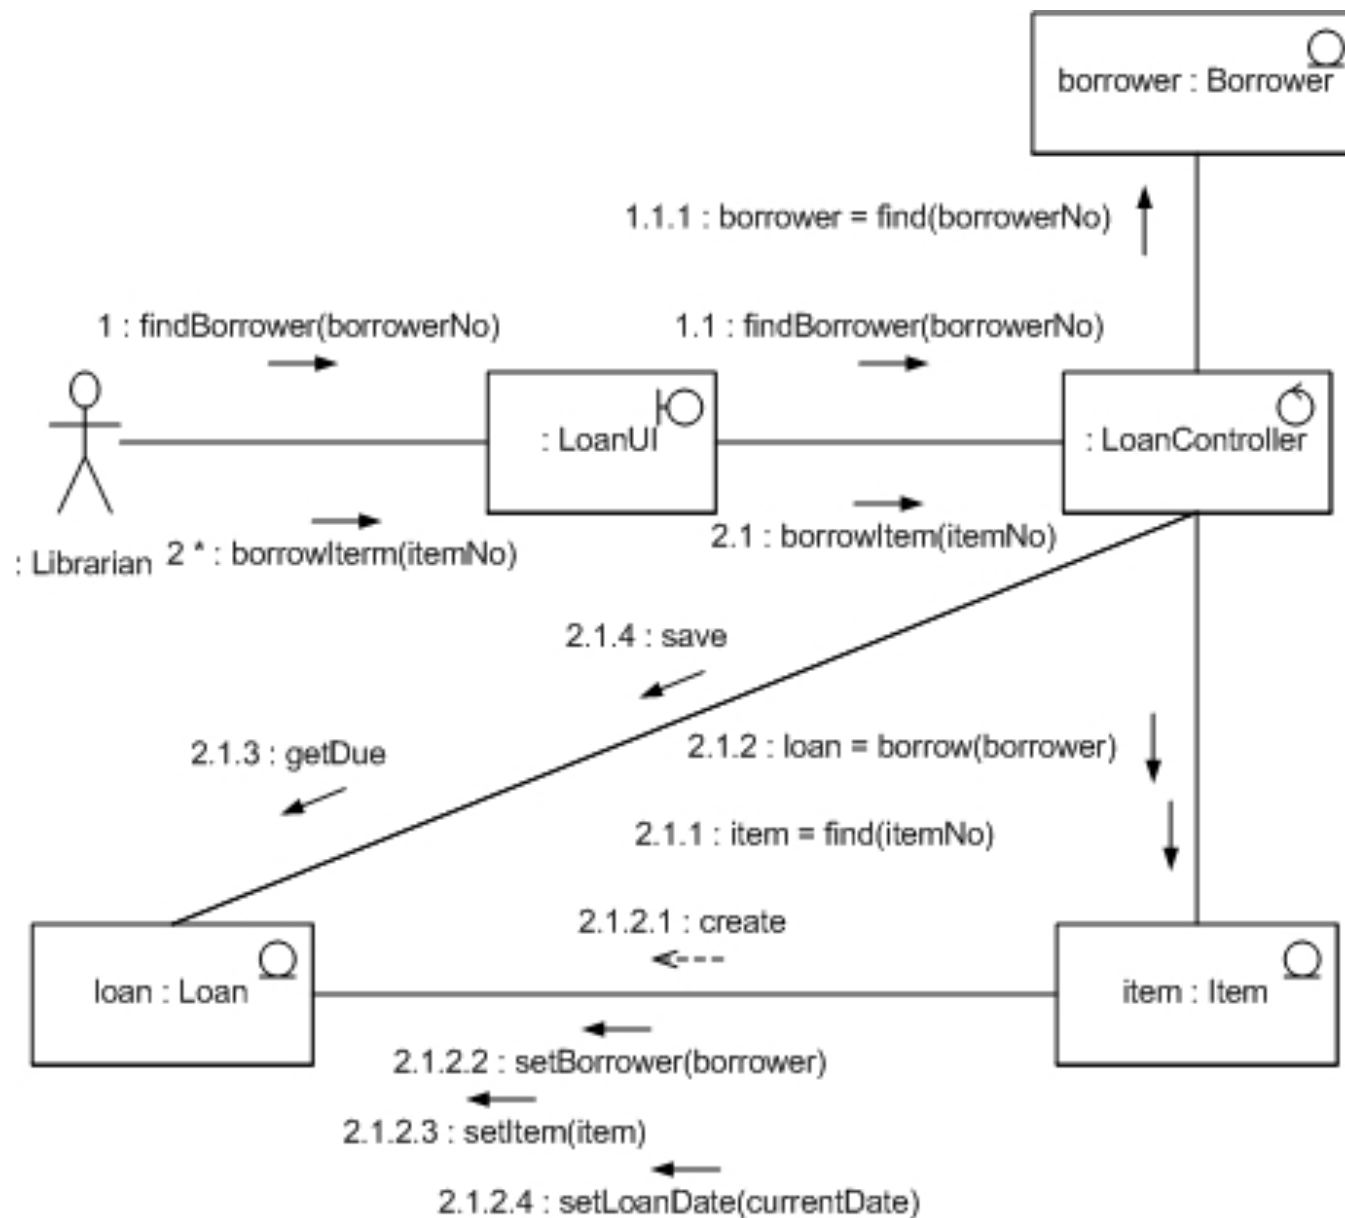 borrower : Borrower
1.1.1 : borrower = find(borrowerNo)
1 : findBorrower(borrowerNo)
1.1 : findBorrower(borrowerNo)
: LoanUI
: LoanController
: Librarian
2 * : borrowIterm(itemNo)
2.1 : borrowItem(itemNo)
2.1.4 : save
2.1.3 : getDue
2.1.2 : loan = borrow(borrower)
2.1.1 : item = find(itemNo)
2.1.2.1 : create
loan : Loan
item : Item
2.1.2.2 : setBorrower(borrower)
2.1.2.3 : setItem(item)
2.1.2.4 : setLoanDate(currentDate)